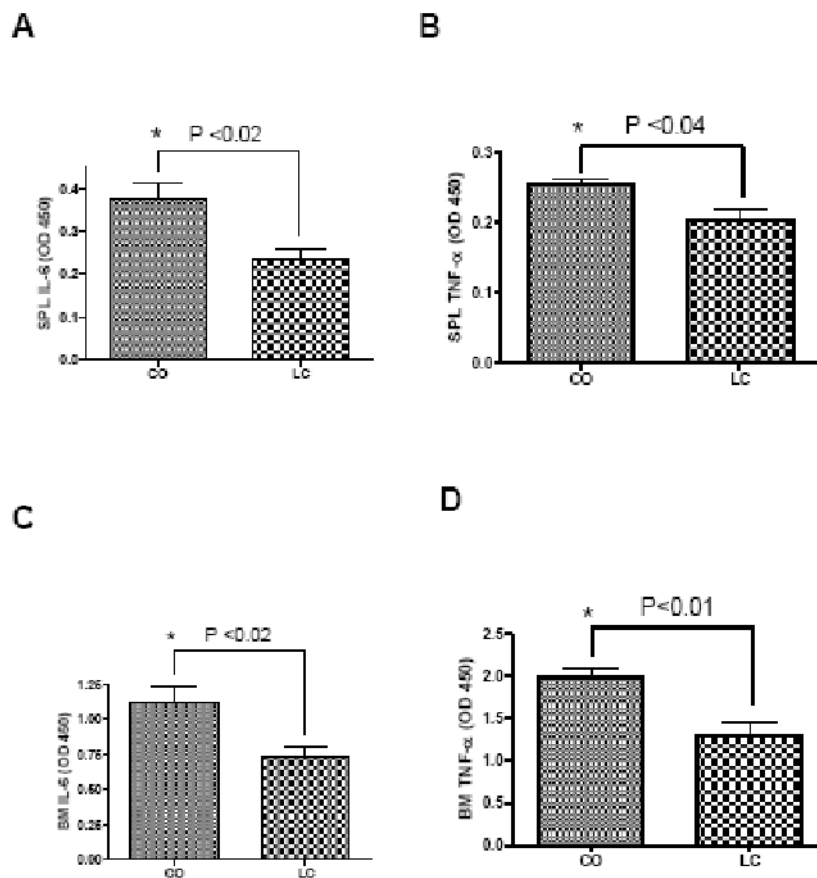 A
B
* P <0.02
SPL IL-6 (OD 450)
0.4
0.3
0.2
0.1
0.0
CO LC
* P <0.04
SPL TNF-α (OD 450)
0.3
0.2
0.1
0.0
CO LC
C
D
* P <0.02
BM IL-6 (OD 450)
1.25
1.00
0.75
0.50
0.25
0.00
CO LC
* P<0.01
BM TNF-α (OD 450)
2.5
2.0
1.5
1.0
0.5
0.0
CO LC